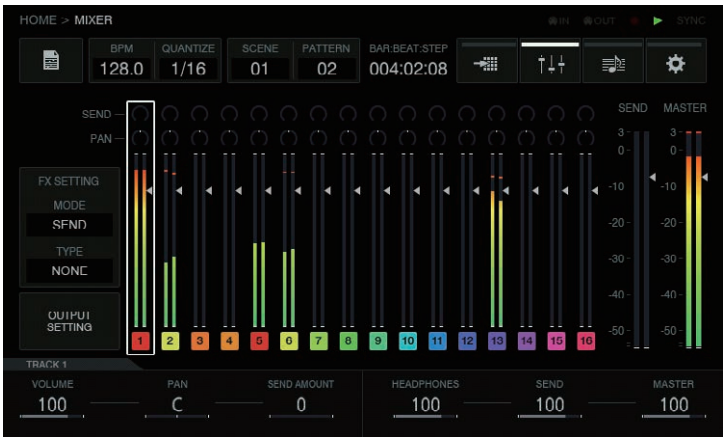 HOME > MIXER
IN OUT SYNC
BPM QUANTIZE SCENE PATTERN BAR:BEAT:STEP
128.0 1/16 01 02 004:02:08
SEND
PAN
SEND MASTER
3 3
0 0
-10 -10
-20 -20
-30 -30
-40 -40
-50 -50
FX SETTING
MODE
SEND
TYPE
NONE
OUTPUT
SETTING
1 2 3 4 5 6 7 8 9 10 11 12 13 14 15 16
TRACK 1
VOLUME PAN SEND AMOUNT HEADPHONES SEND MASTER
100 C 0 100 100 100